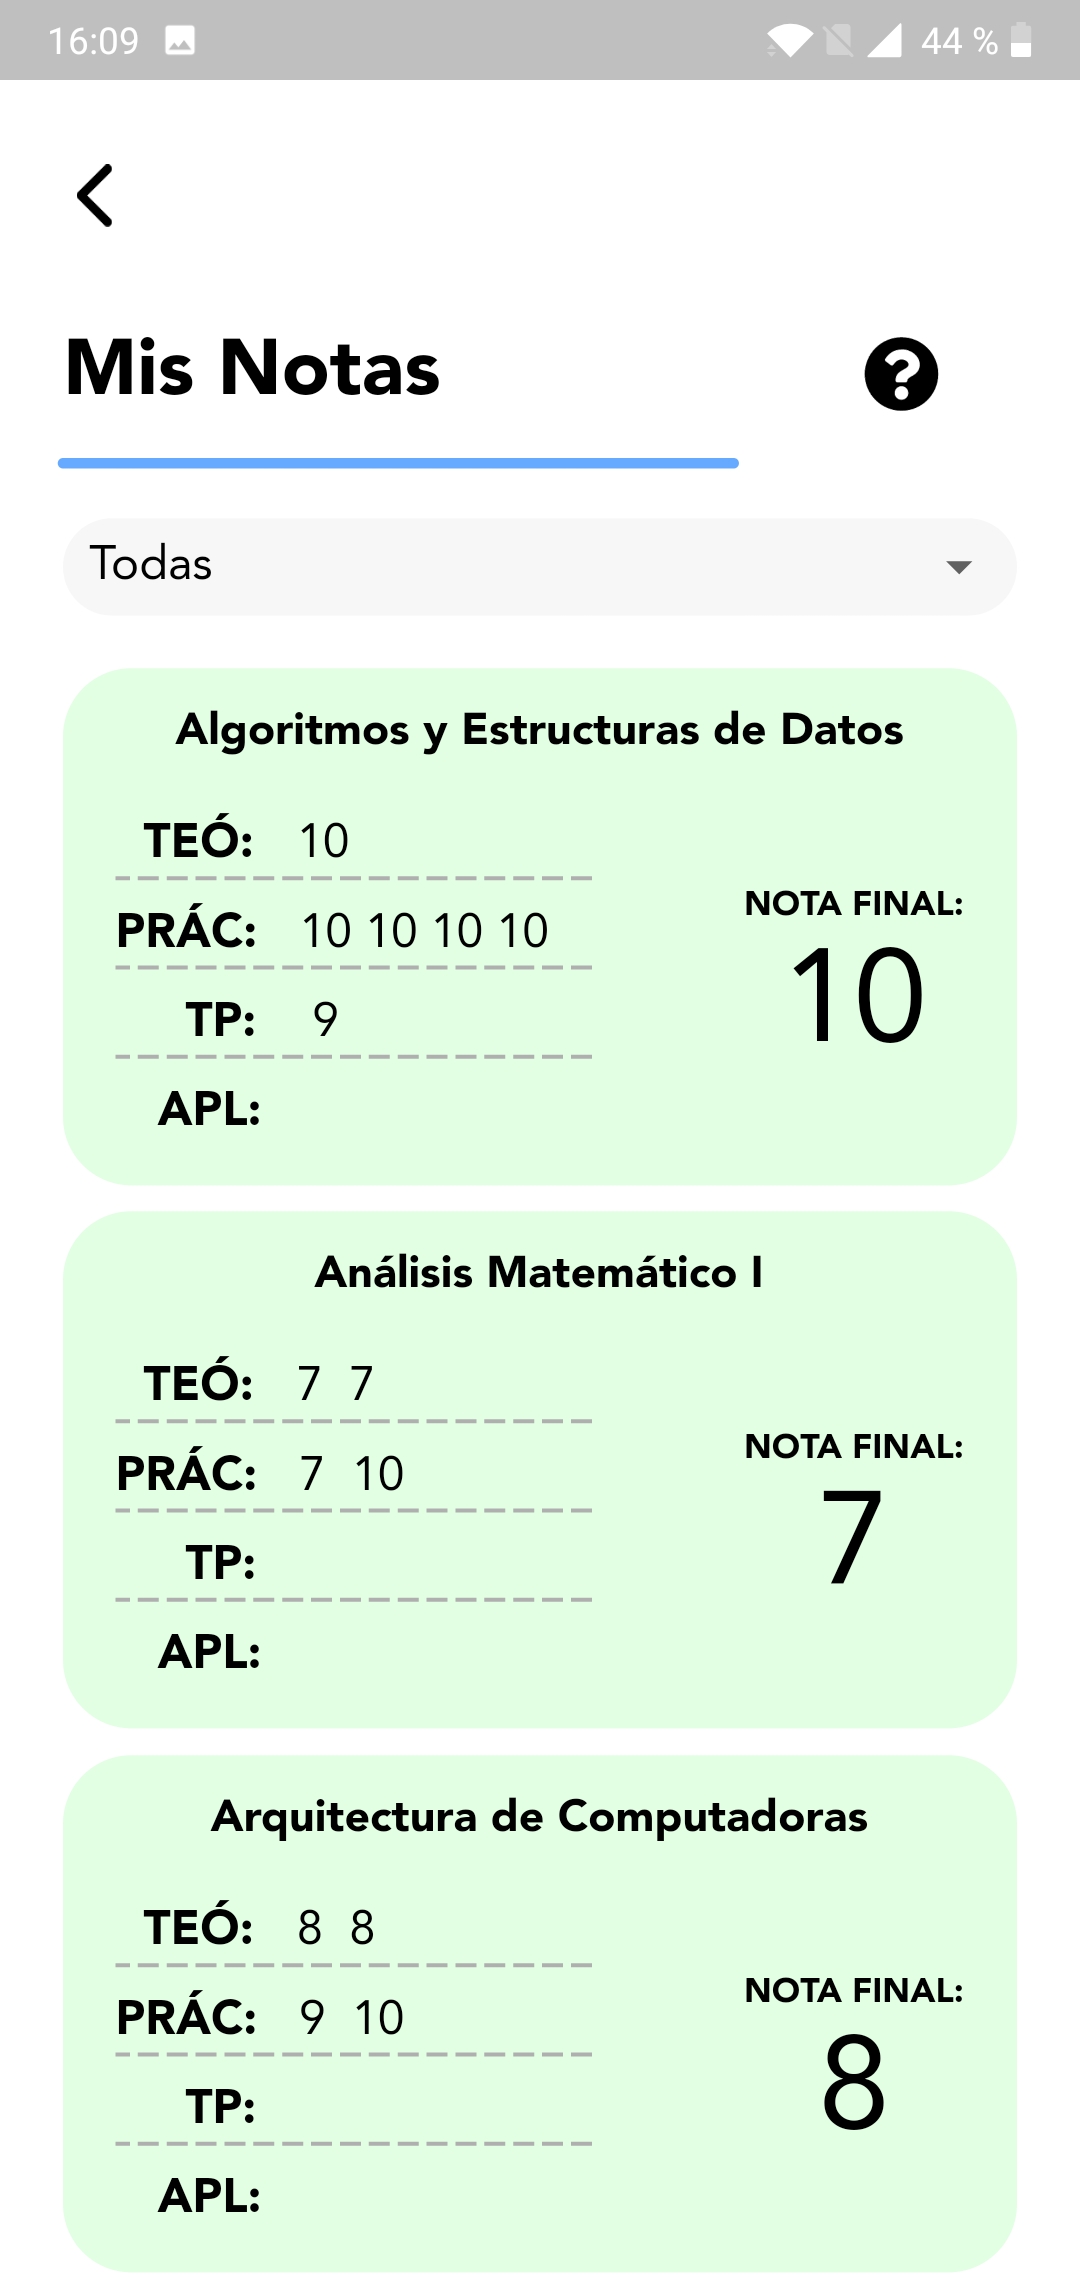 16:09 44 %
Mis Notas
Todas
Algoritmos y Estructuras de Datos
TEÓ: 10
PRÁC: 10 10 10 10
TP: 9
APL:
NOTA FINAL:
10
Análisis Matemático I
TEÓ: 7 7
PRÁC: 7 10
TP:
APL:
NOTA FINAL:
7
Arquitectura de Computadoras
TEÓ: 8 8
PRÁC: 9 10
TP:
APL:
NOTA FINAL:
8